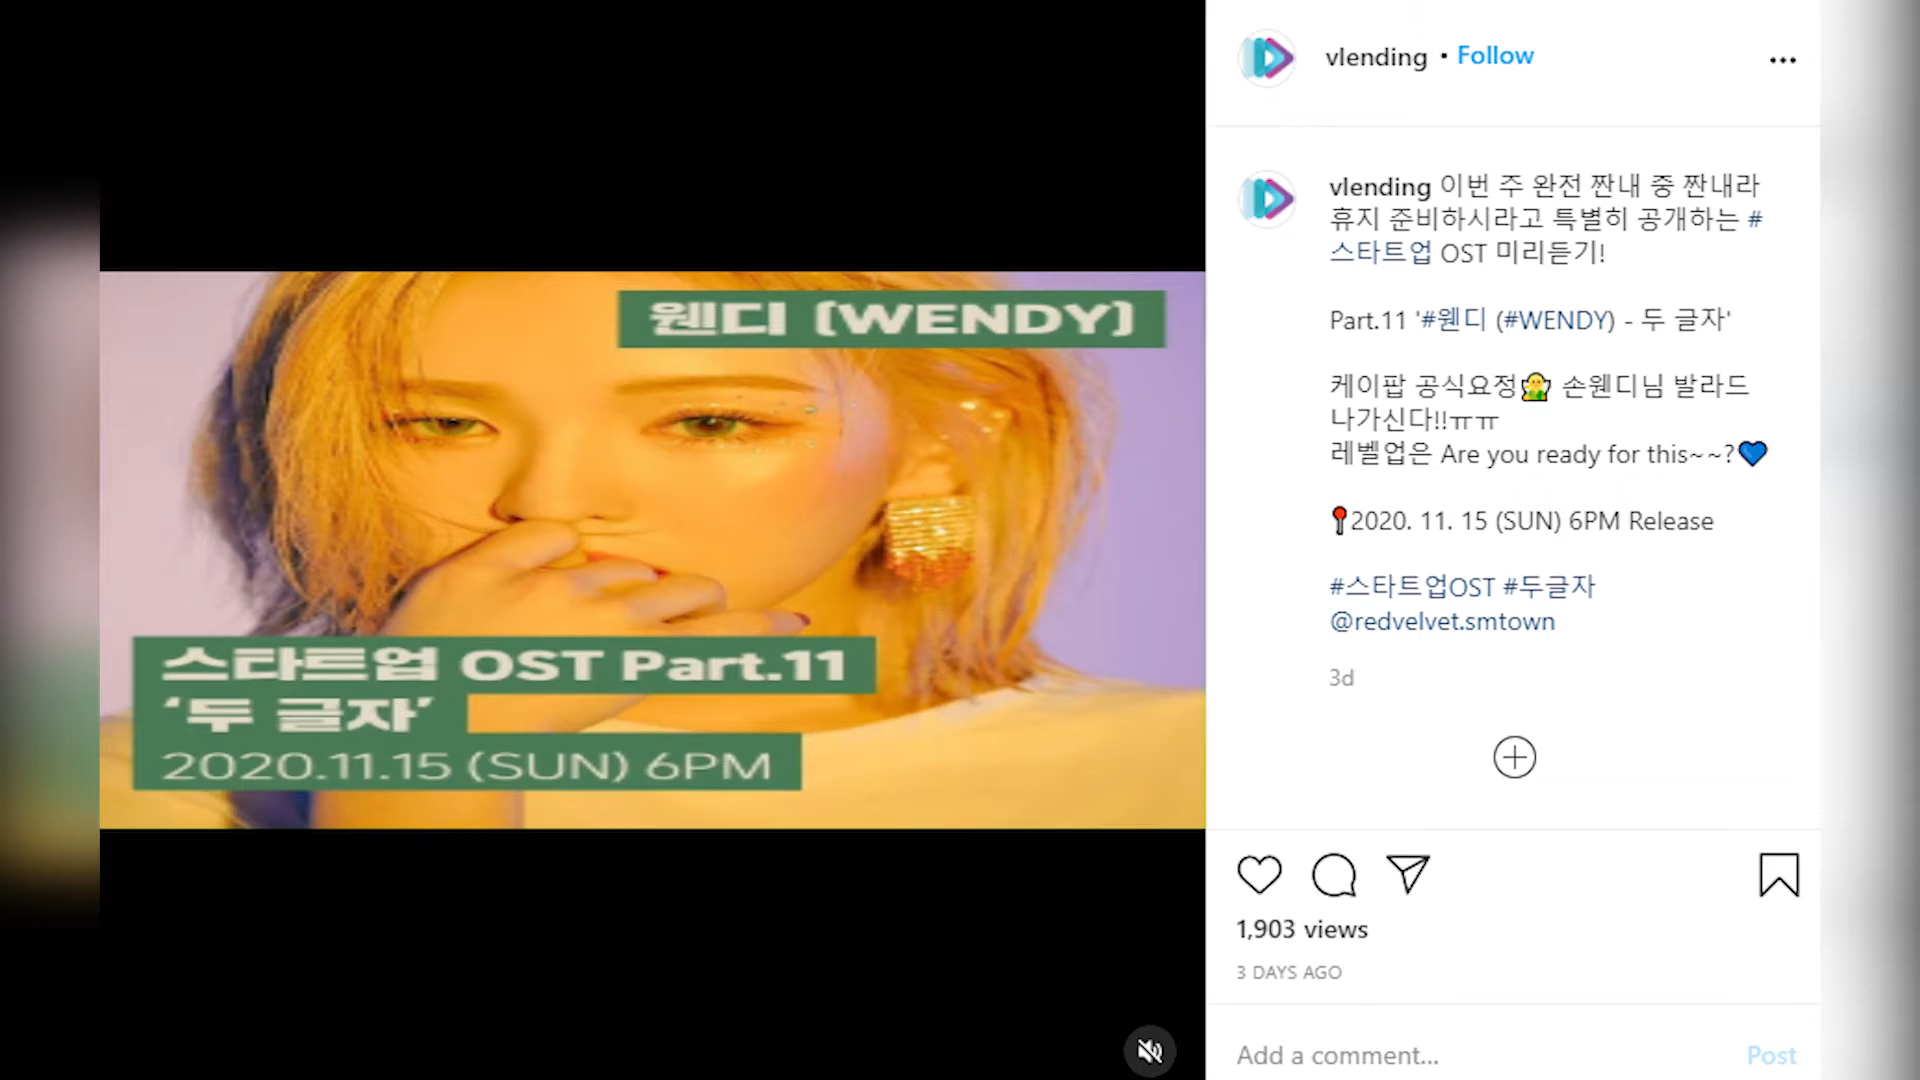 웬디 (WENDY)
스타트업 OST Part.11
‘두 글자’
2020.11.15 (SUN) 6PM
vlending • Follow
vlending 이번 주 완전 짠내 중 짠내라
휴지 준비하시라고 특별히 공개하는 #
스타트업 OST 미리듣기!
Part.11 '#웬디 (#WENDY) - 두 글자'
케이팝 공식요정🧚 손웬디님 발라드
나가신다!!ㅠㅠ
레벨업은 Are you ready for this~~?💙
📍2020. 11. 15 (SUN) 6PM Release
#스타트업OST #두글자
@redvelvet.smtown
3d
1,903 views
3 DAYS AGO
Add a comment...
Post